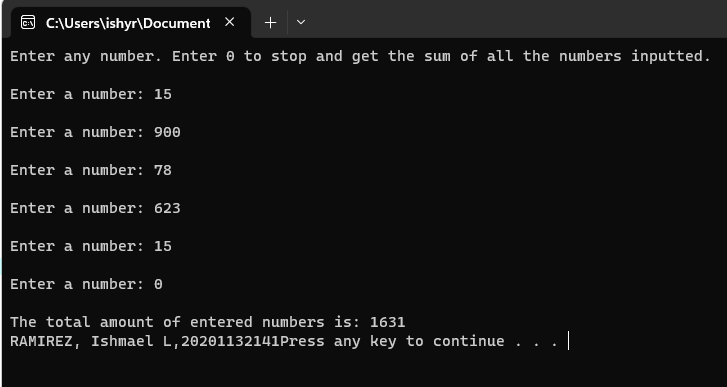 C:\Users\ishyr\Document
Enter any number. Enter 0 to stop and get the sum of all the numbers inputted.
Enter a number: 15
Enter a number: 900
Enter a number: 78
Enter a number: 623
Enter a number: 15
Enter a number: 0
The total amount of entered numbers is: 1631
RAMIREZ, Ishmael L,20201132141Press any key to continue . . .